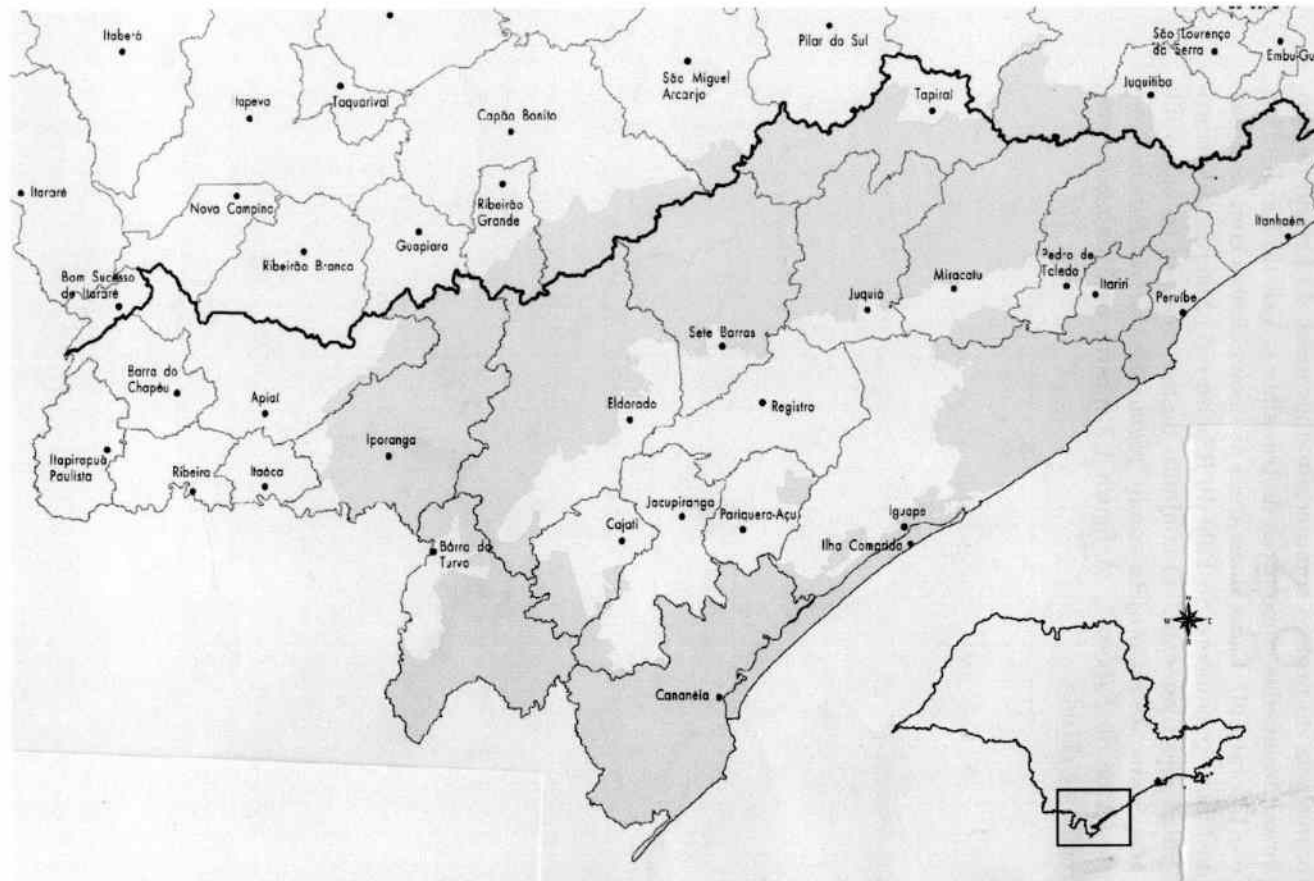 Itaberá
Itapeva
Taquarivaí
Capão Bonito
São Miguel
Arcanjo
Pilar do Sul
Tapiraí
São Lourenço
da Serra
Embu-Gu
Juquitiba
Itararé
Nova Campina
Ribeirão Branco
Guapiara
Ribeirão
Grande
Itanhaém
Bom Sucesso
de Itararé
Juquiá
Miracatu
Pedro de
Toledo
Itariri
Peruíbe
Sete Barras
Barra do
Chapéu
Apiaí
Iporanga
Eldorado
Registro
Itapirapuã
Paulista
Ribeira
Itaóca
Jacupiranga
Pariquera-Açu
Cajati
Iguape
Ilha Comprida
Barra do
Turvo
Cananéia
N
W
E